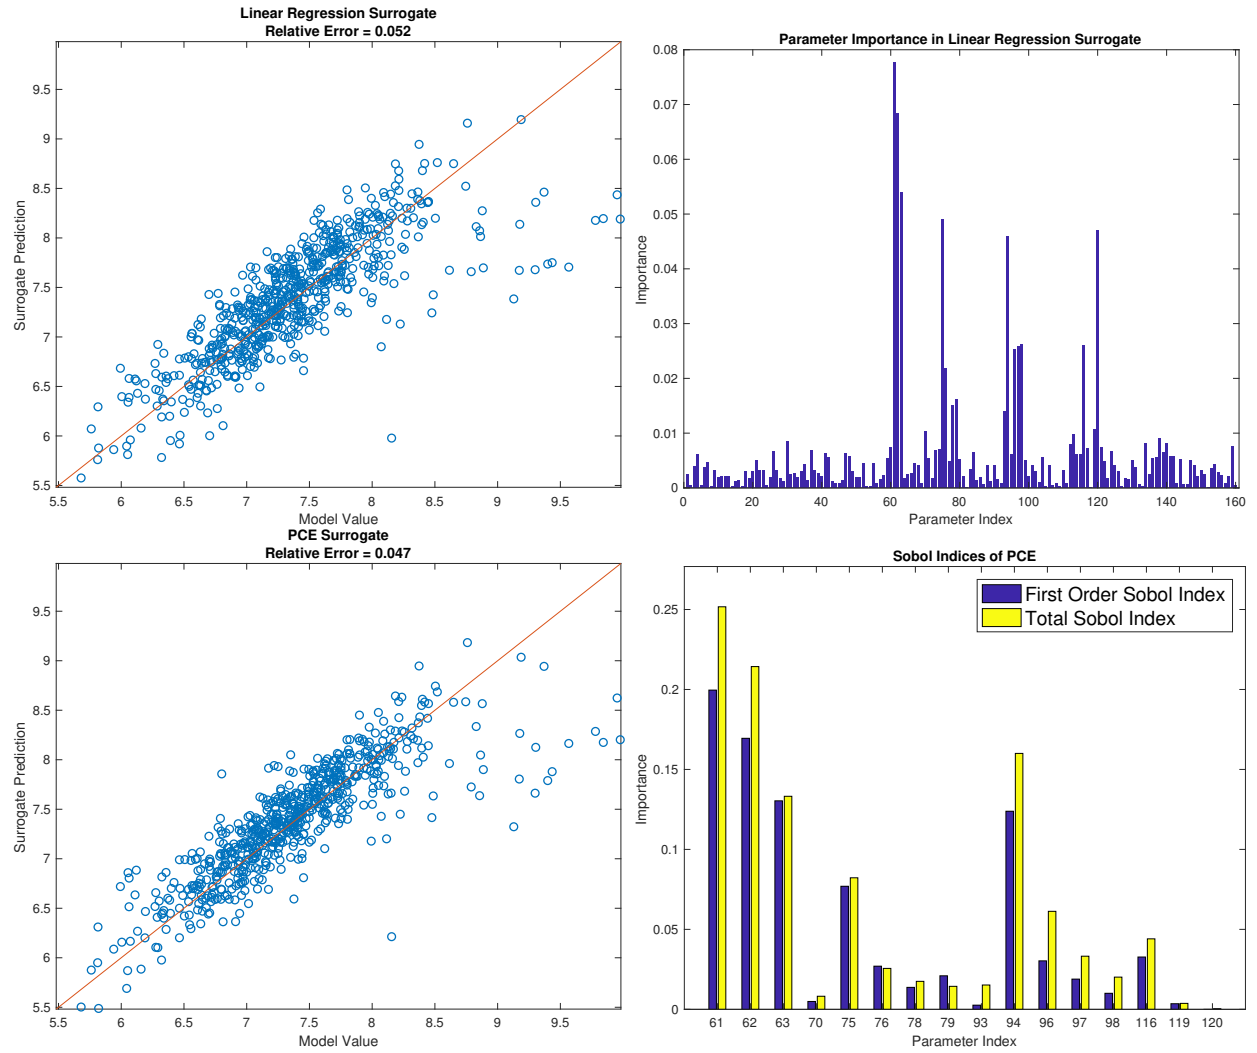 Linear Regression Surrogate
Relative Error = 0.052
9.5
9
8.5
8
7.5
7
6.5
6
5.5
Surrogate Prediction
5.5 6 6.5 7 7.5 8 8.5 9 9.5
Model Value
Parameter Importance in Linear Regression Surrogate
0.08
0.07
0.06
0.05
0.04
0.03
0.02
0.01
0
Importance
0 20 40 60 80 100 120 140 160
Parameter Index
PCE Surrogate
Relative Error = 0.047
9.5
9
8.5
8
7.5
7
6.5
6
5.5
Surrogate Prediction
5.5 6 6.5 7 7.5 8 8.5 9 9.5
Model Value
Sobol Indices of PCE
First Order Sobol Index
Total Sobol Index
0.25
0.2
0.15
0.1
0.05
0
Importance
61 62 63 70 75 76 78 79 93 94 96 97 98 116 119 120
Parameter Index